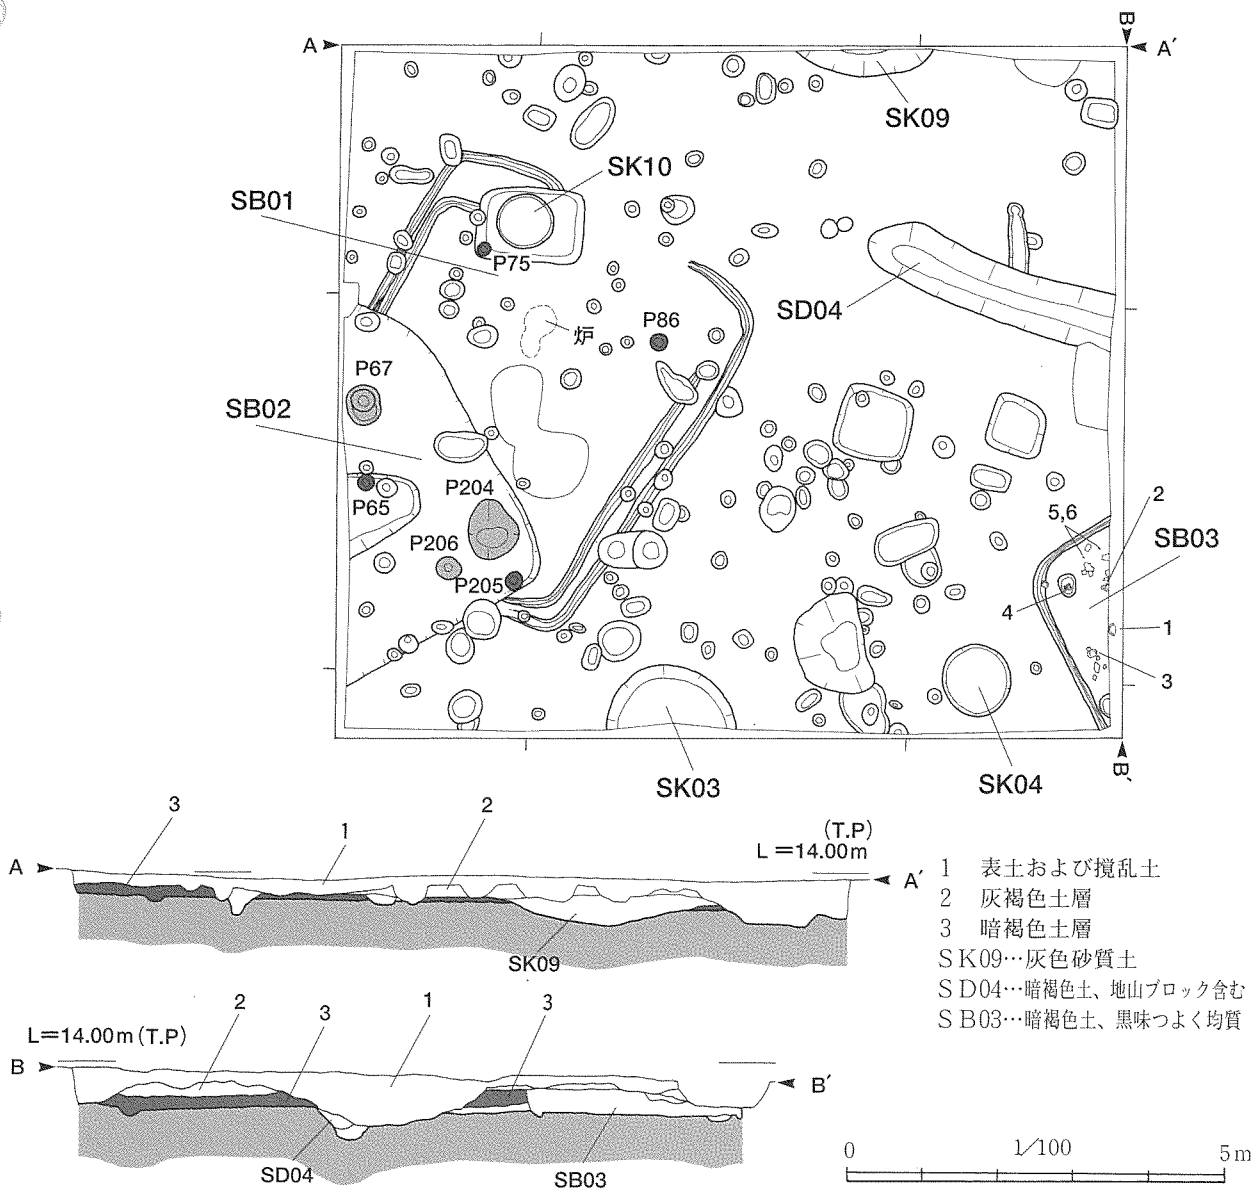 B
A A′
SK09
SK10
SB01
P75
SD04
炉
P86
P67
SB02
P204
P65
P206
P205
2
5,6
SB03
4
1
3
B′
SK03
SK04
3
1
2
(T.P)
L=14.00m
A A′
SK09
1 表土および撹乱土
2 灰褐色土層
3 暗褐色土層
SK09…灰色砂質土
SD04…暗褐色土、地山ブロック含む
SB03…暗褐色土、黒味つよく均質
2
3
1
3
L=14.00m(T.P)
B B′
SD04
SB03
0 1/100 5m